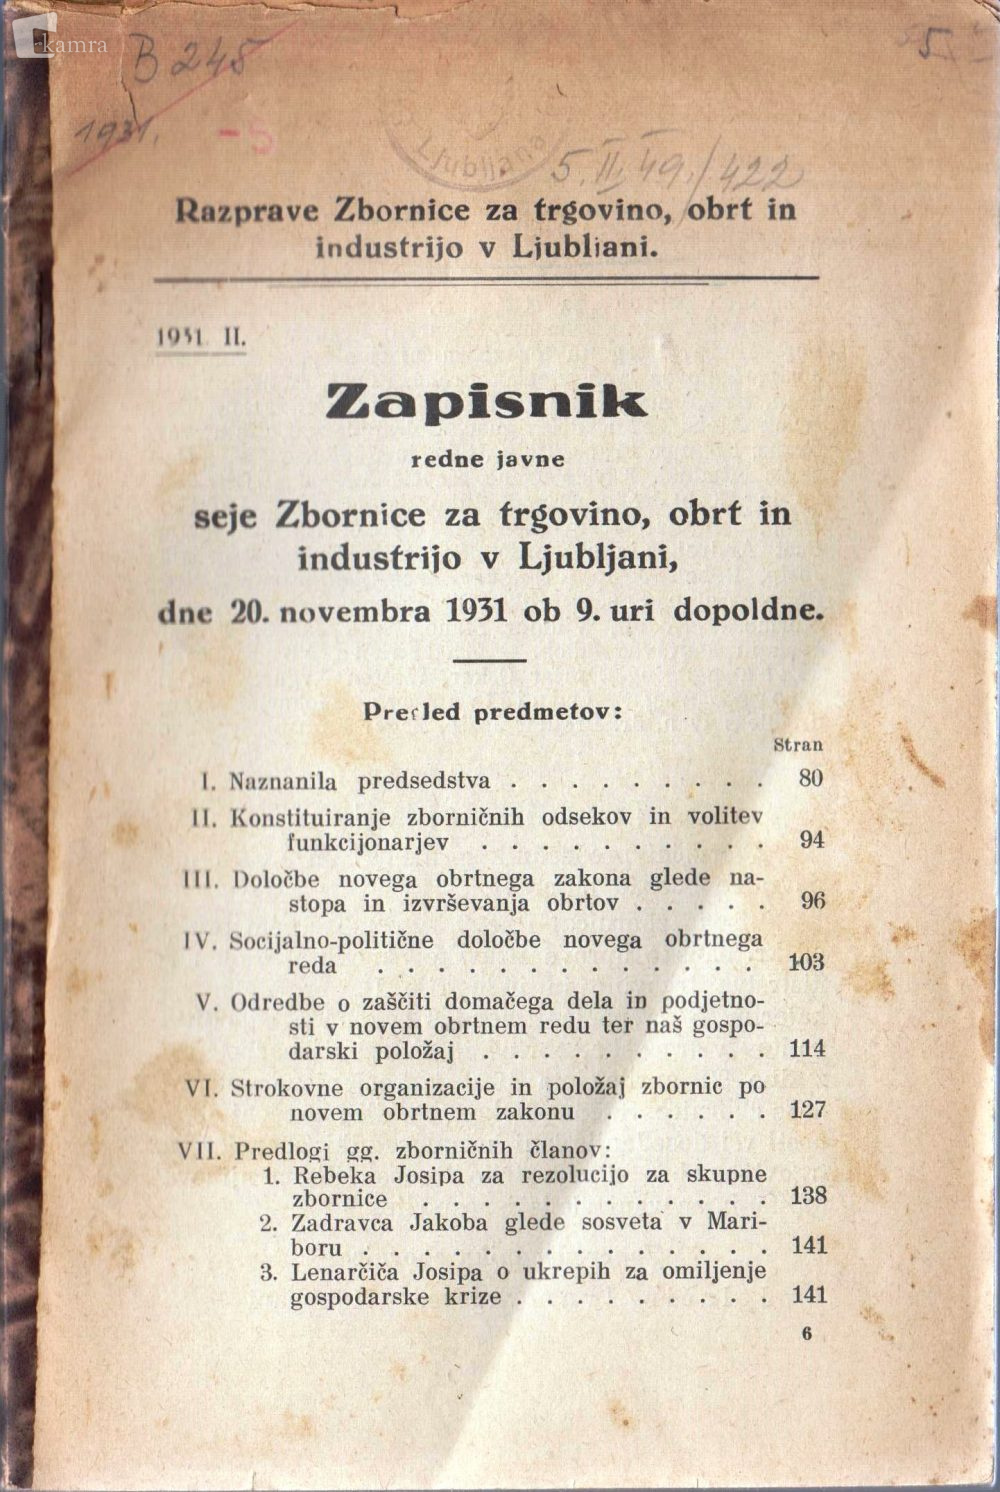 kamra
B 245
5
1931.
-5
Ljubljana
5. II. 49./422
Razprave Zbornice za trgovino, obrt in
industrijo v Ljubljani.
1931 II.
Zapisnik
redne javne
seje Zbornice za trgovino, obrt in
industrijo v Ljubljani,
dne 20. novembra 1931 ob 9. uri dopoldne.
Pregled predmetov:
Stran
I. Naznanila predsedstva . . . . . . . . . 80
II. Konstituiranje zborničnih odsekov in volitev
funkcijonarjev . . . . . . . . . . 94
III. Določbe novega obrtnega zakona glede na-
stopa in izvrševanja obrtov . . . . . 96
IV. Socijalno-politične določbe novega obrtnega
reda . . . . . . . . . . . . . 103
V. Odredbe o zaščiti domačega dela in podjetno-
sti v novem obrtnem redu ter naš gospo-
darski položaj . . . . . . . . . . 114
VI. Strokovne organizacije in položaj zbornic po
novem obrtnem zakonu . . . . . . 127
VII. Predlogi gg. zborničnih članov:
1. Rebeka Josipa za rezolucijo za skupne
zbornice . . . . . . . . . . . . 138
2. Zadravca Jakoba glede sosveta v Mari-
boru . . . . . . . . . . . . . . 141
3. Lenarčiča Josipa o ukrepih za omiljenje
gospodarske krize . . . . . . . . . 141
6